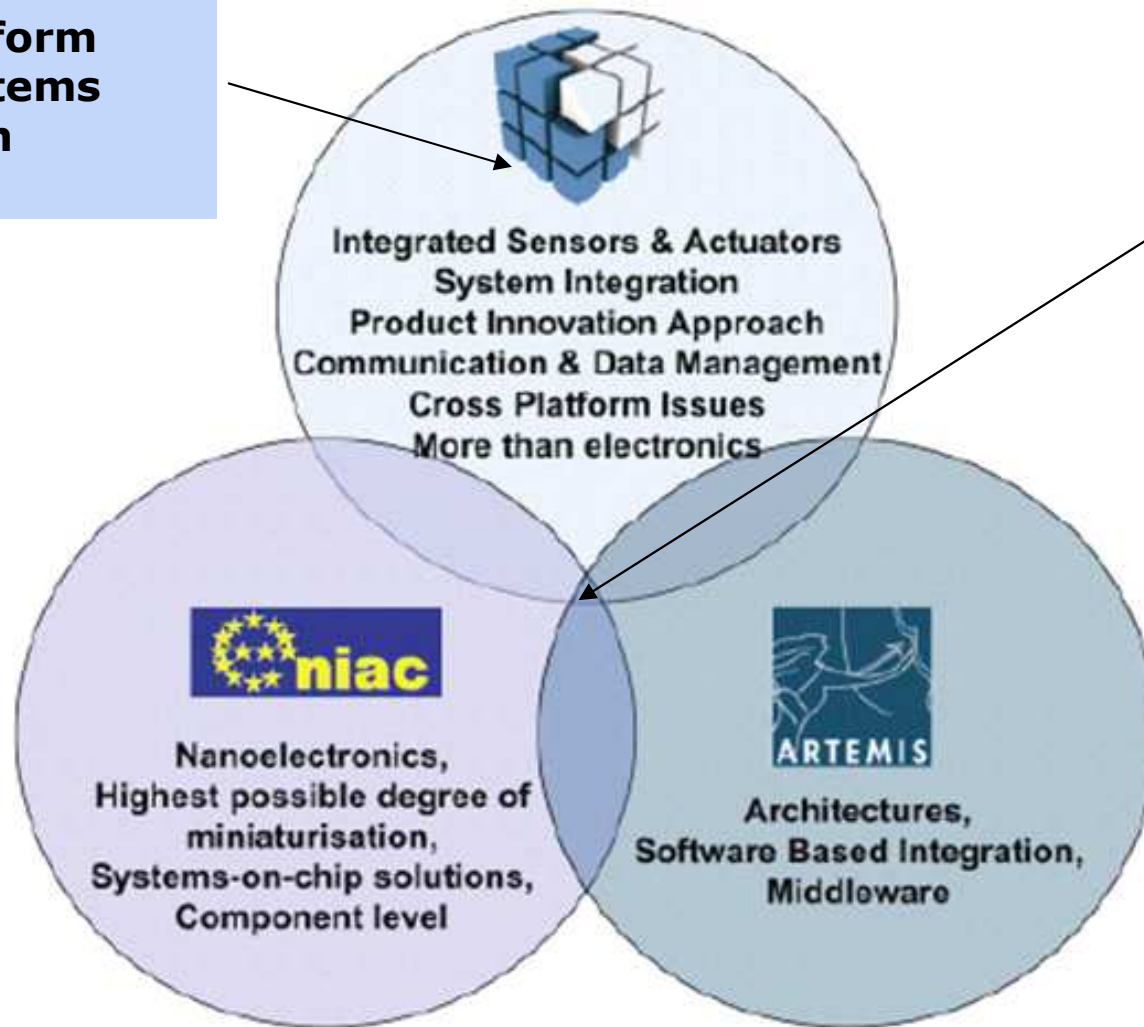 form
tems
n
Integrated Sensors & Actuators
System Integration
Product Innovation Approach
Communication & Data Management
Cross Platform Issues
More than electronics
eniac
Nanoelectronics,
Highest possible degree of
miniaturisation,
Systems-on-chip solutions,
Component level
ARTEMIS
Architectures,
Software Based Integration,
Middleware